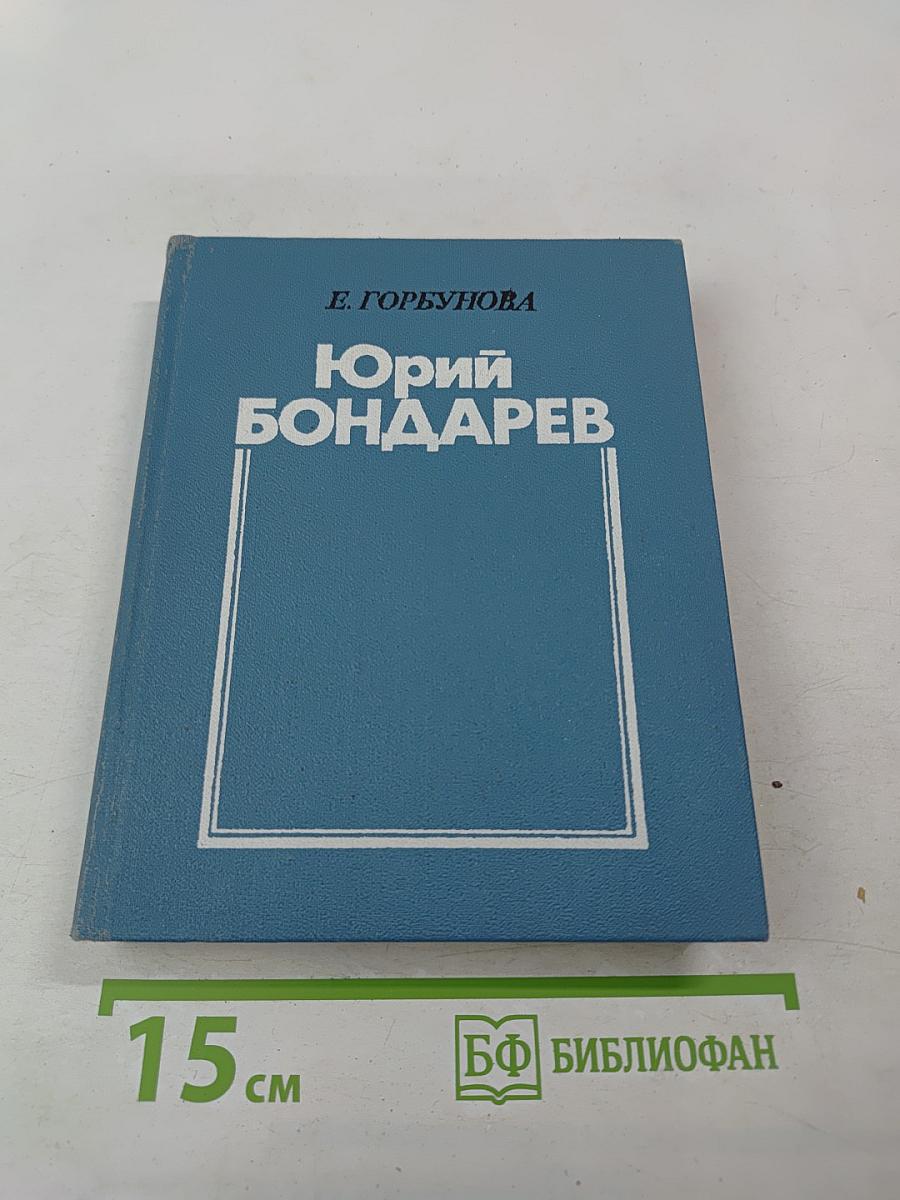 Е. ГОРБУНОВА
Юрий
БОНДАРЕВ
15 см
БФ БИБЛИОФАН